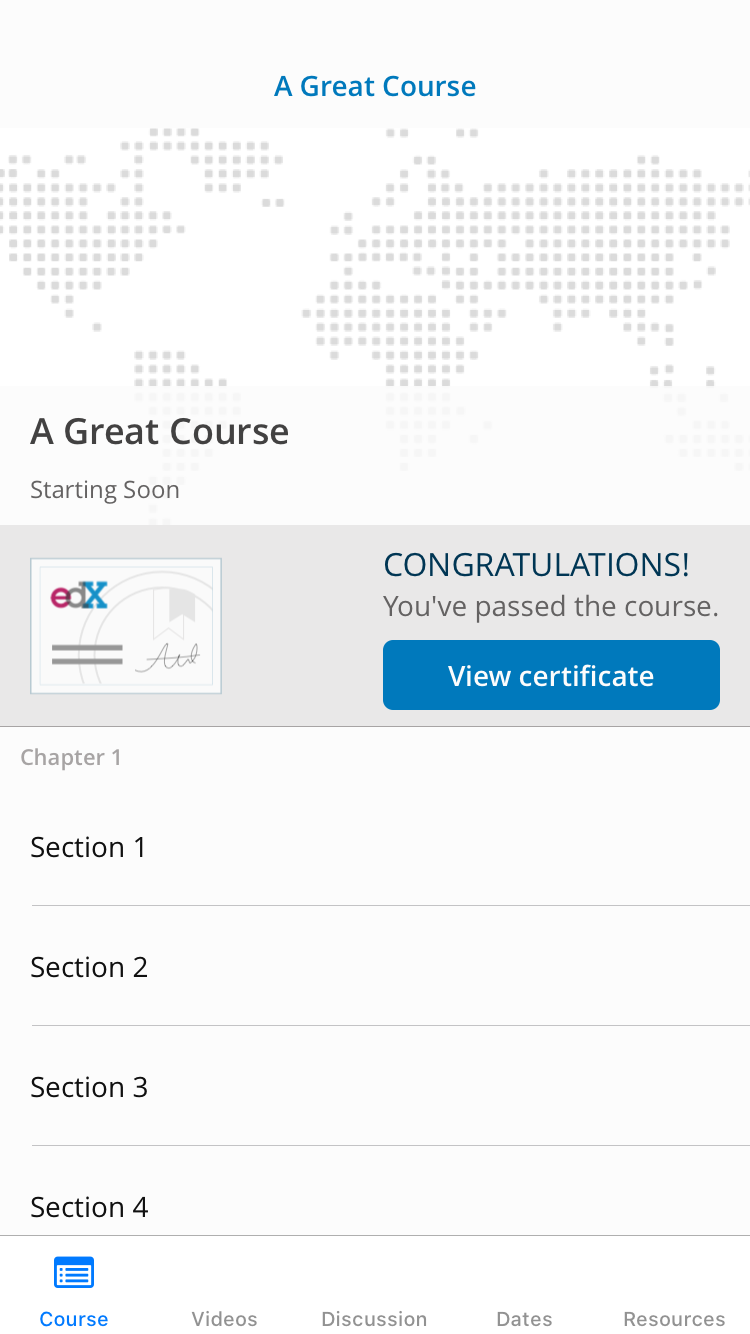 A Great Course
A Great Course
Starting Soon
edX
CONGRATULATIONS!
You've passed the course.
View certificate
Chapter 1
Section 1
Section 2
Section 3
Section 4
Course
Videos
Discussion
Dates
Resources